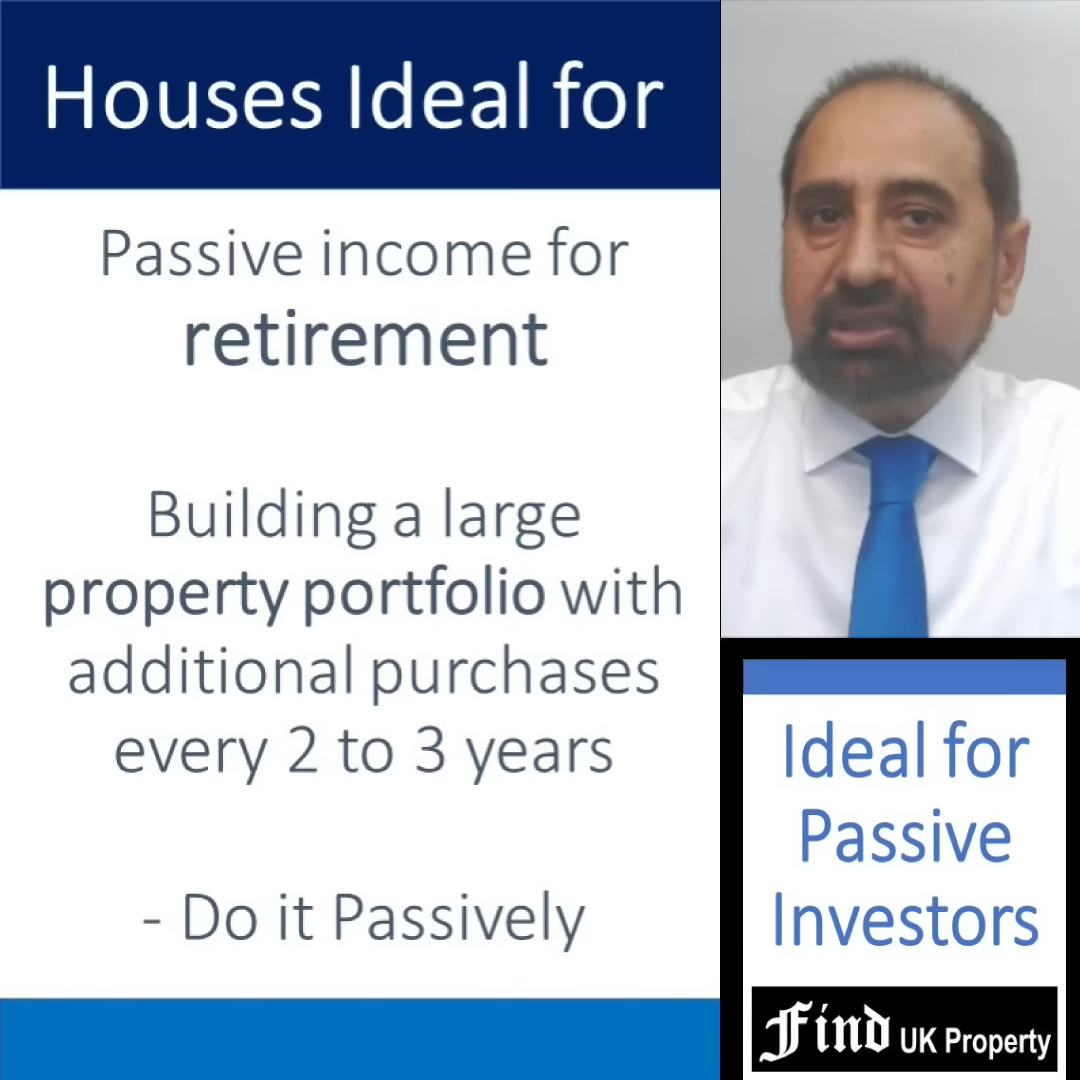 Houses Ideal for
Passive income for
retirement
Building a large
property portfolio with
additional purchases
every 2 to 3 years
- Do it Passively
Ideal for
Passive
Investors
Find UK Property